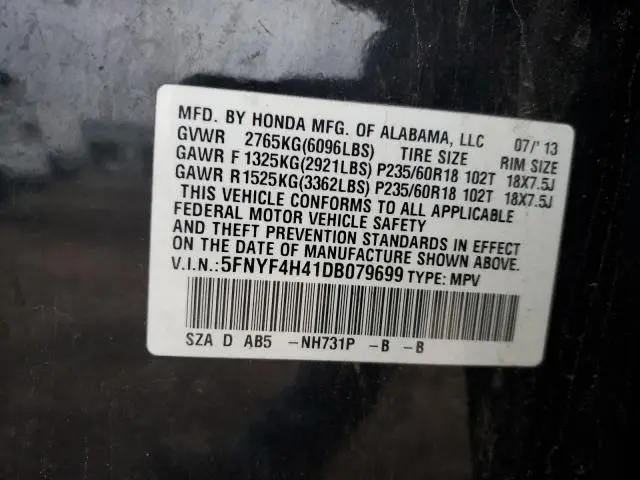 MFD. BY HONDA MFG. OF ALABAMA, LLC 07/'13
GVWR 2765KG(6096LBS) TIRE SIZE RIM SIZE
GAWR F 1325KG(2921LBS) P235/60R18 102T 18X7.5J
GAWR R1525KG(3362LBS) P235/60R18 102T 18X7.5J
THIS VEHICLE CONFORMS TO ALL APPLICABLE
FEDERAL MOTOR VEHICLE SAFETY
AND THEFT PREVENTION STANDARDS IN EFFECT
ON THE DATE OF MANUFACTURE SHOWN ABOVE.
V.I.N.:5FNYF4H41DB079699 TYPE: MPV
SZA D AB5 -NH731P -B -B